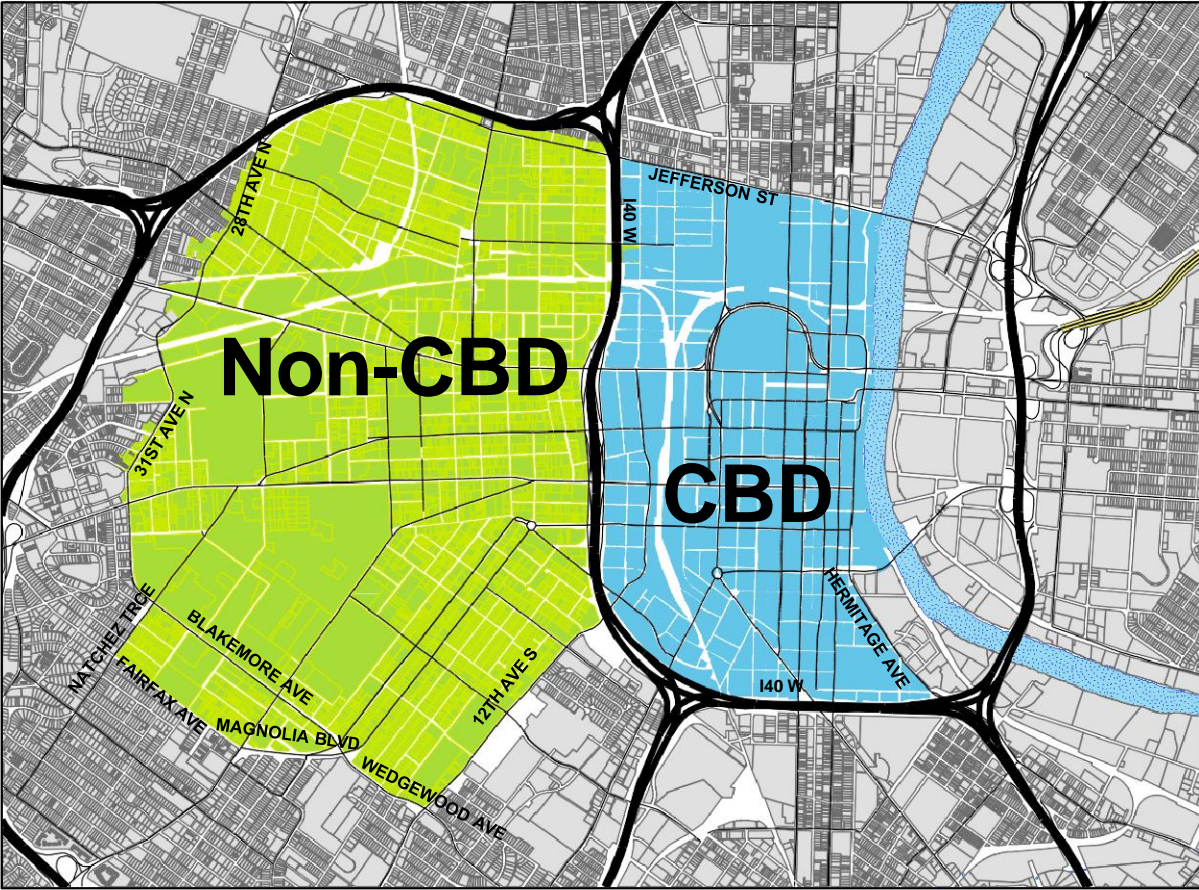 JEFFERSON ST
28TH AVE N
I40 W
Non-CBD
31ST AVE N
CBD
HERMITAGE AVE
NATCHEZ TRCE
BLAKEMORE AVE
FAIRFAX AVE
12TH AVE S
I40 W
MAGNOLIA BLVD
WEDGEWOOD AVE